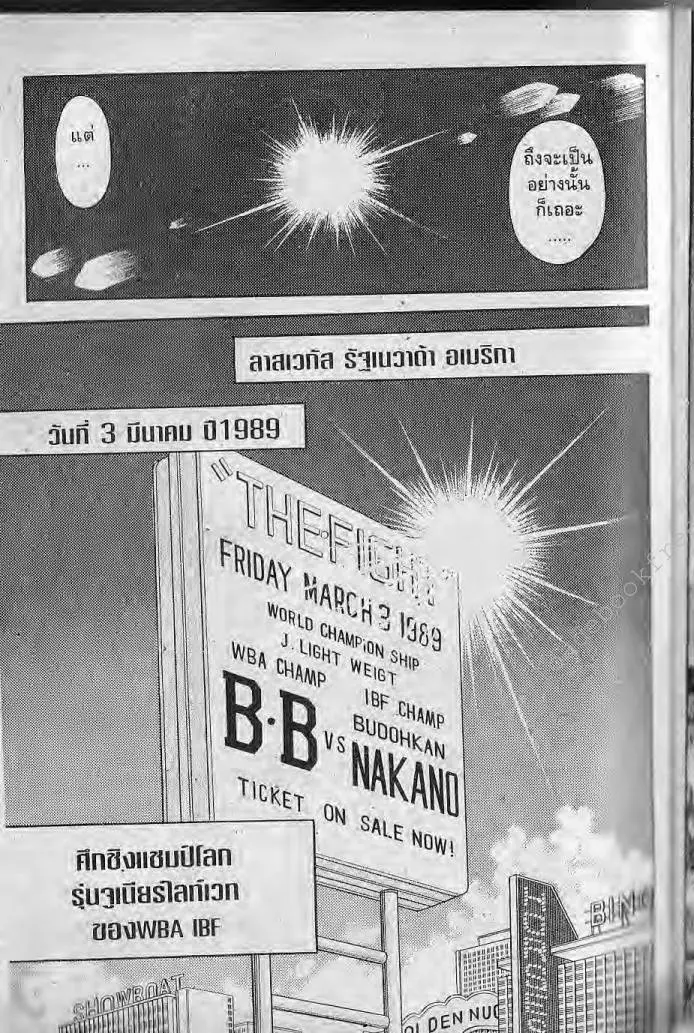 ถึงจะเป็น
อย่างนั้น
ก็เถอะ
.....
แต่
...
ลาสเวกัส รัฐเนวาด้า อเมริกา
วันที่ 3 มีนาคม ปี1989
"THE·FIGHT"
FRIDAY MARCH 3 1989
WORLD CHAMPION SHIP
J. LIGHT WEIGT
WBA CHAMP
IBF CHAMP
B·B
VS
BUDOHKAN
NAKANO
TICKET ON SALE NOW!
ศึกชิงแชมป์โลก
รุ่นจูเนียร์ไลท์เวท
ของWBA IBF
SHOWBOAT
OLDEN NUG
BIN